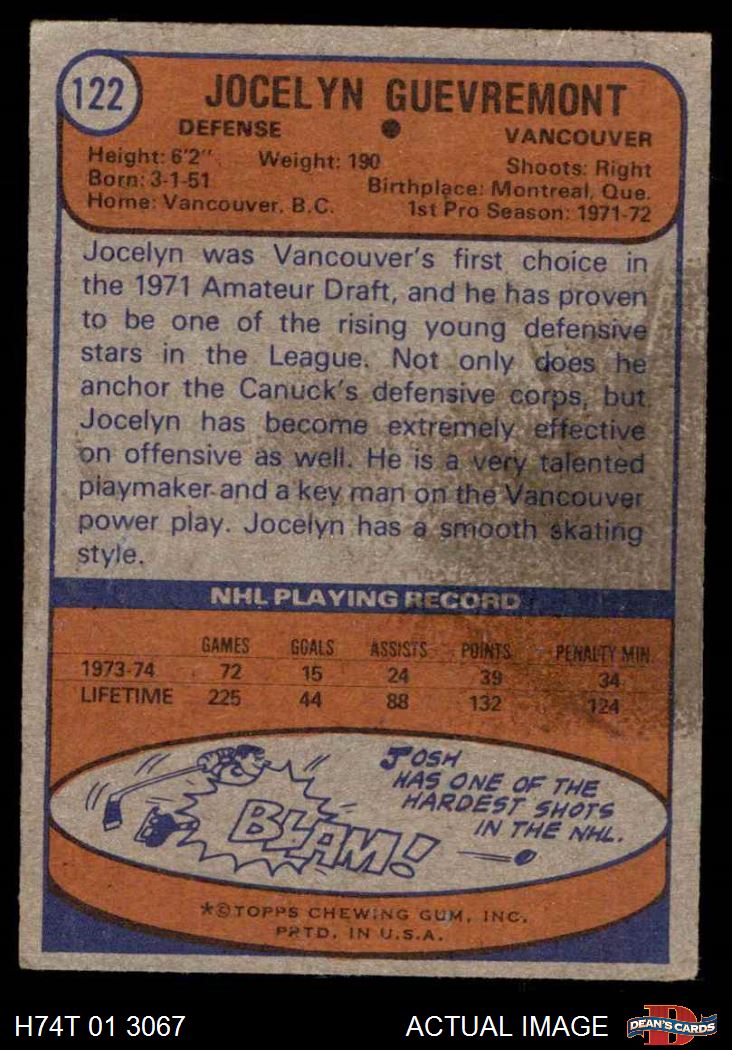 122
JOCELYN GUEVREMONT
DEFENSE VANCOUVER
Height: 6'2" Weight: 190 Shoots: Right
Born: 3-1-51 Birthplace: Montreal, Que.
Home: Vancouver, B.C. 1st Pro Season: 1971-72
Jocelyn was Vancouver's first choice in
the 1971 Amateur Draft, and he has proven
to be one of the rising young defensive
stars in the League. Not only does he
anchor the Canuck's defensive corps, but
Jocelyn has become extremely effective
on offensive as well. He is a very talented
playmaker and a key man on the Vancouver
power play. Jocelyn has a smooth skating
style.
NHL PLAYING RECORD
GAMES GOALS ASSISTS POINTS PENALTY MIN.
1973-74 72 15 24 39 34
LIFETIME 225 44 88 132 124
JOSH
HAS ONE OF THE
HARDEST SHOTS
IN THE NHL.
BLAM!
*©TOPPS CHEWING GUM, INC.
PRTD. IN U.S.A.
H74T 01 3067 ACTUAL IMAGE D DEAN'S CARDS